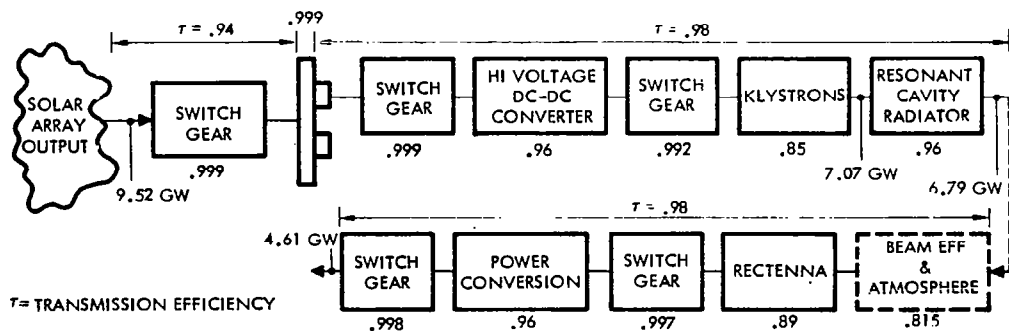 .999
τ = .94
τ = .98
SOLAR
ARRAY
OUTPUT
SWITCH
GEAR
.999
9.52 GW
SWITCH
GEAR
.999
HI VOLTAGE
DC-DC
CONVERTER
.96
SWITCH
GEAR
.992
KLYSTRONS
.85
7.07 GW
RESONANT
CAVITY
RADIATOR
.96
6.79 GW
τ = .98
4.61 GW
SWITCH
GEAR
.998
POWER
CONVERSION
.96
SWITCH
GEAR
.997
RECTENNA
.89
BEAM EFF
&
ATMOSPHERE
.815
τ= TRANSMISSION EFFICIENCY